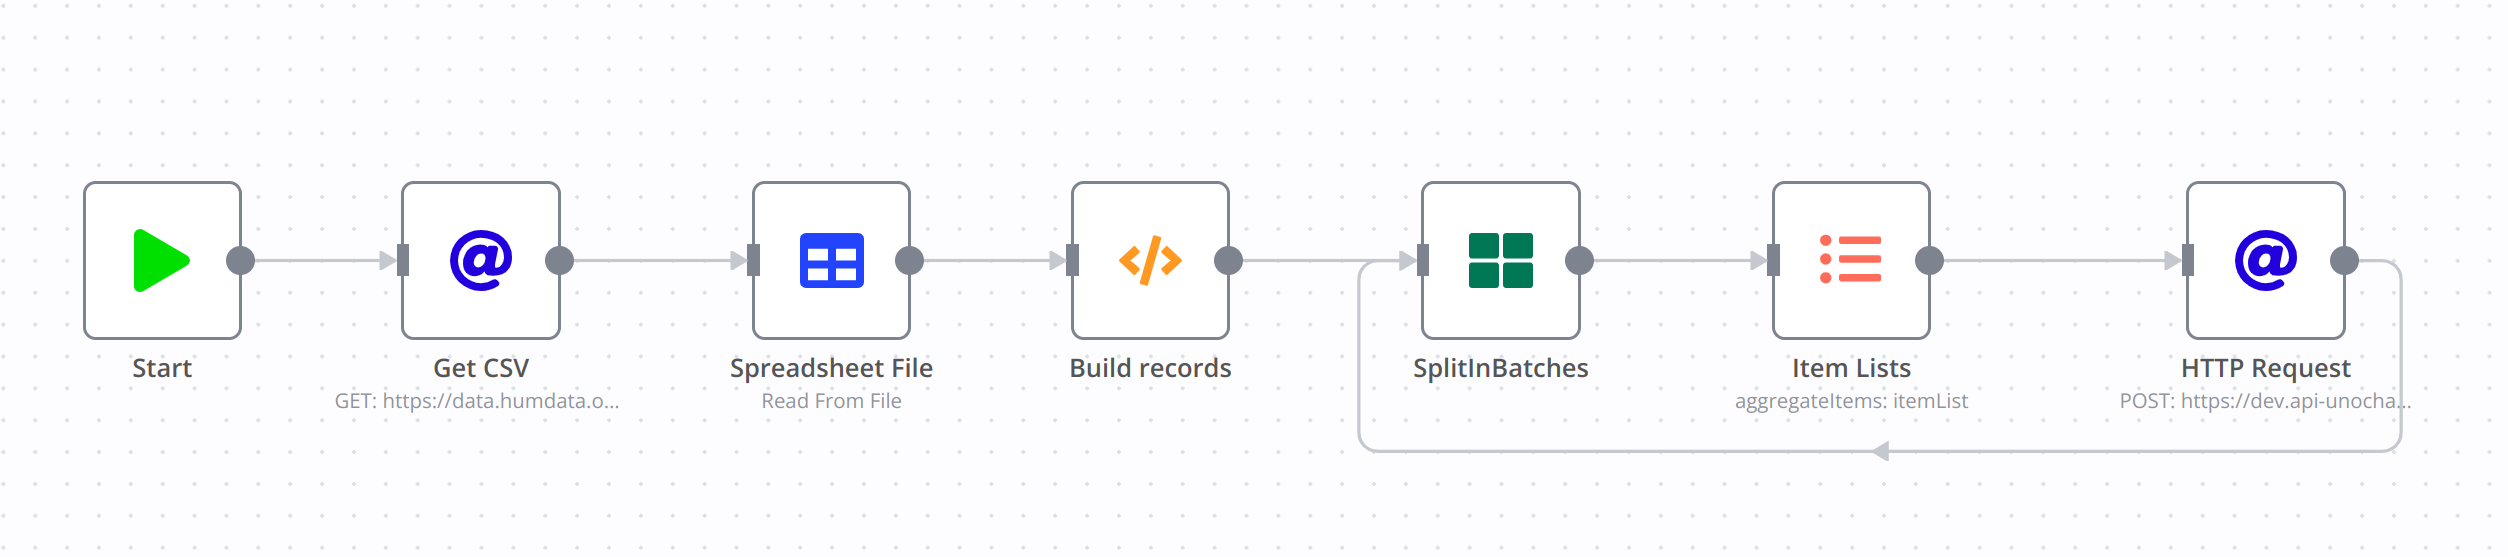 Start
Get CSV
GET: https://data.humdata.o...
Spreadsheet File
Read From File
Build records
SplitInBatches
Item Lists
aggregateItems: itemList
HTTP Request
POST: https://dev.api-unocha...